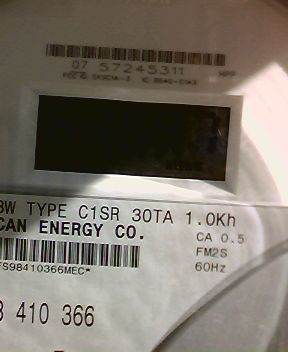 07 57245311
3W TYPE C1SR 30TA 1.0Kh
CAN ENERGY CO.
CA 0.5
FM2S
FS98410366MEC*
60Hz
3 410 366